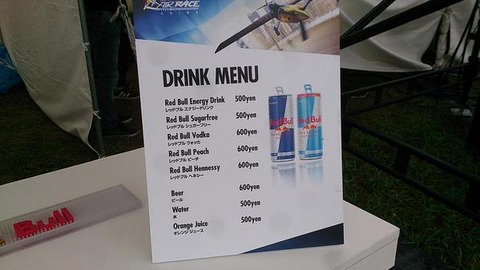 AIR RACE
CHIBA
DRINK MENU
Red Bull Energy Drink 500yen
レッドブル エナジードリンク
Red Bull Sugarfree 500yen
レッドブル シュガーフリー
Red Bull Vodka 600yen
レッドブル ウォッカ
Red Bull Peach 600yen
レッドブル ピーチ
Red Bull Hennessy 600yen
レッドブル ヘネシー
Beer 600yen
ビール
Water 500yen
水
Orange Juice 500yen
オレンジ ジュース
Red Bull
Red Bull
Bull